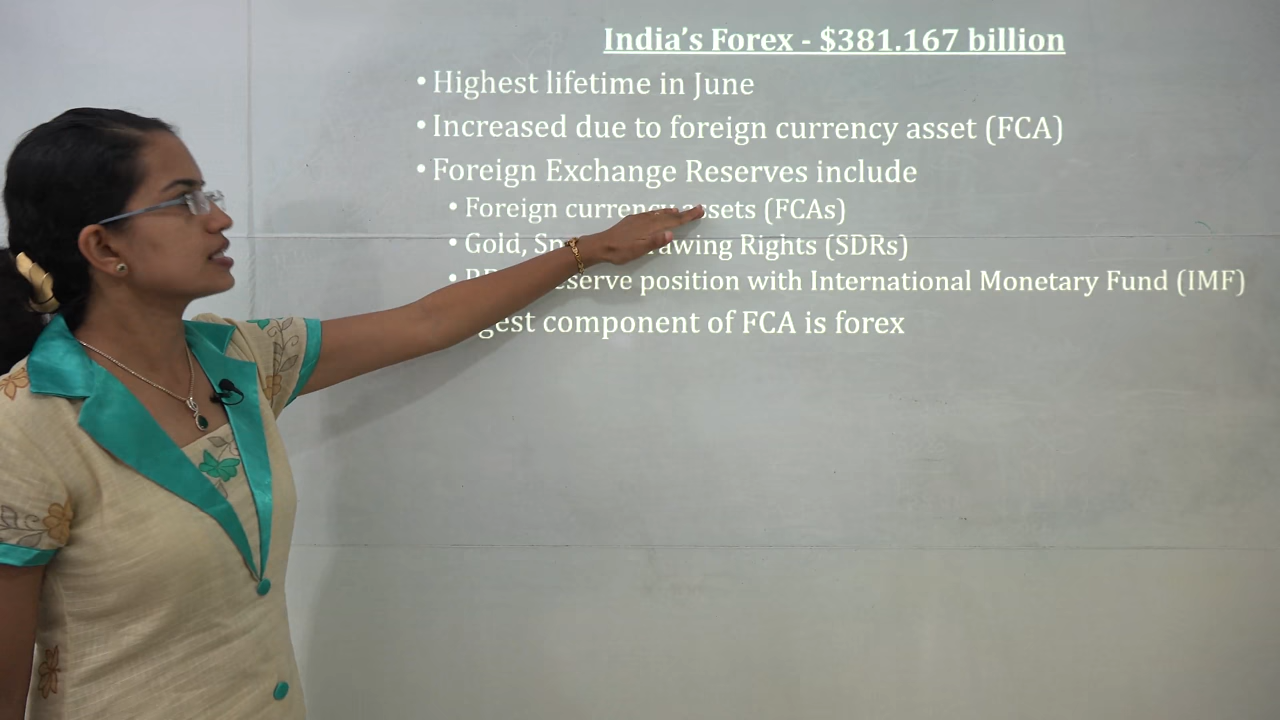 India's Forex - $381.167 billion
• Highest lifetime in June
• Increased due to foreign currency asset (FCA)
• Foreign Exchange Reserves include
• Foreign currency assets (FCAs)
• Gold, Rights (SDRs)
• position with International Monetary Fund (IMF)
component of FCA is forex